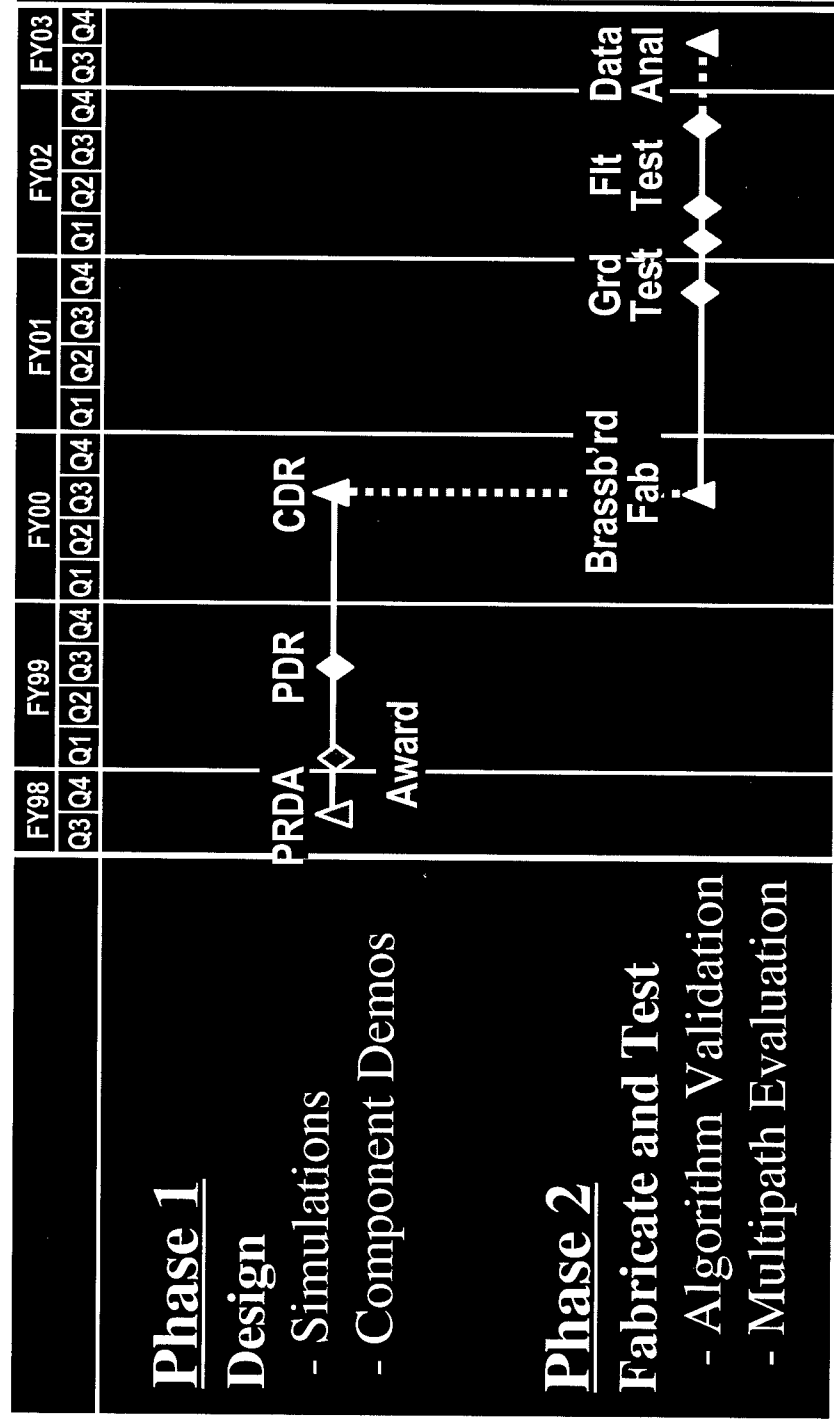 FY98 FY99 FY00 FY01 FY02 FY03
Q3 Q4 Q1 Q2 Q3 Q4 Q1 Q2 Q3 Q4 Q1 Q2 Q3 Q4 Q1 Q2 Q3 Q4 Q3 Q4
Phase 1
Design
- Simulations
- Component Demos
PRDA
Award
PDR
CDR
Phase 2
Fabricate and Test
- Algorithm Validation
- Multipath Evaluation
Brassb'rd
Fab
Grd
Test
Flt
Test
Data
Anal